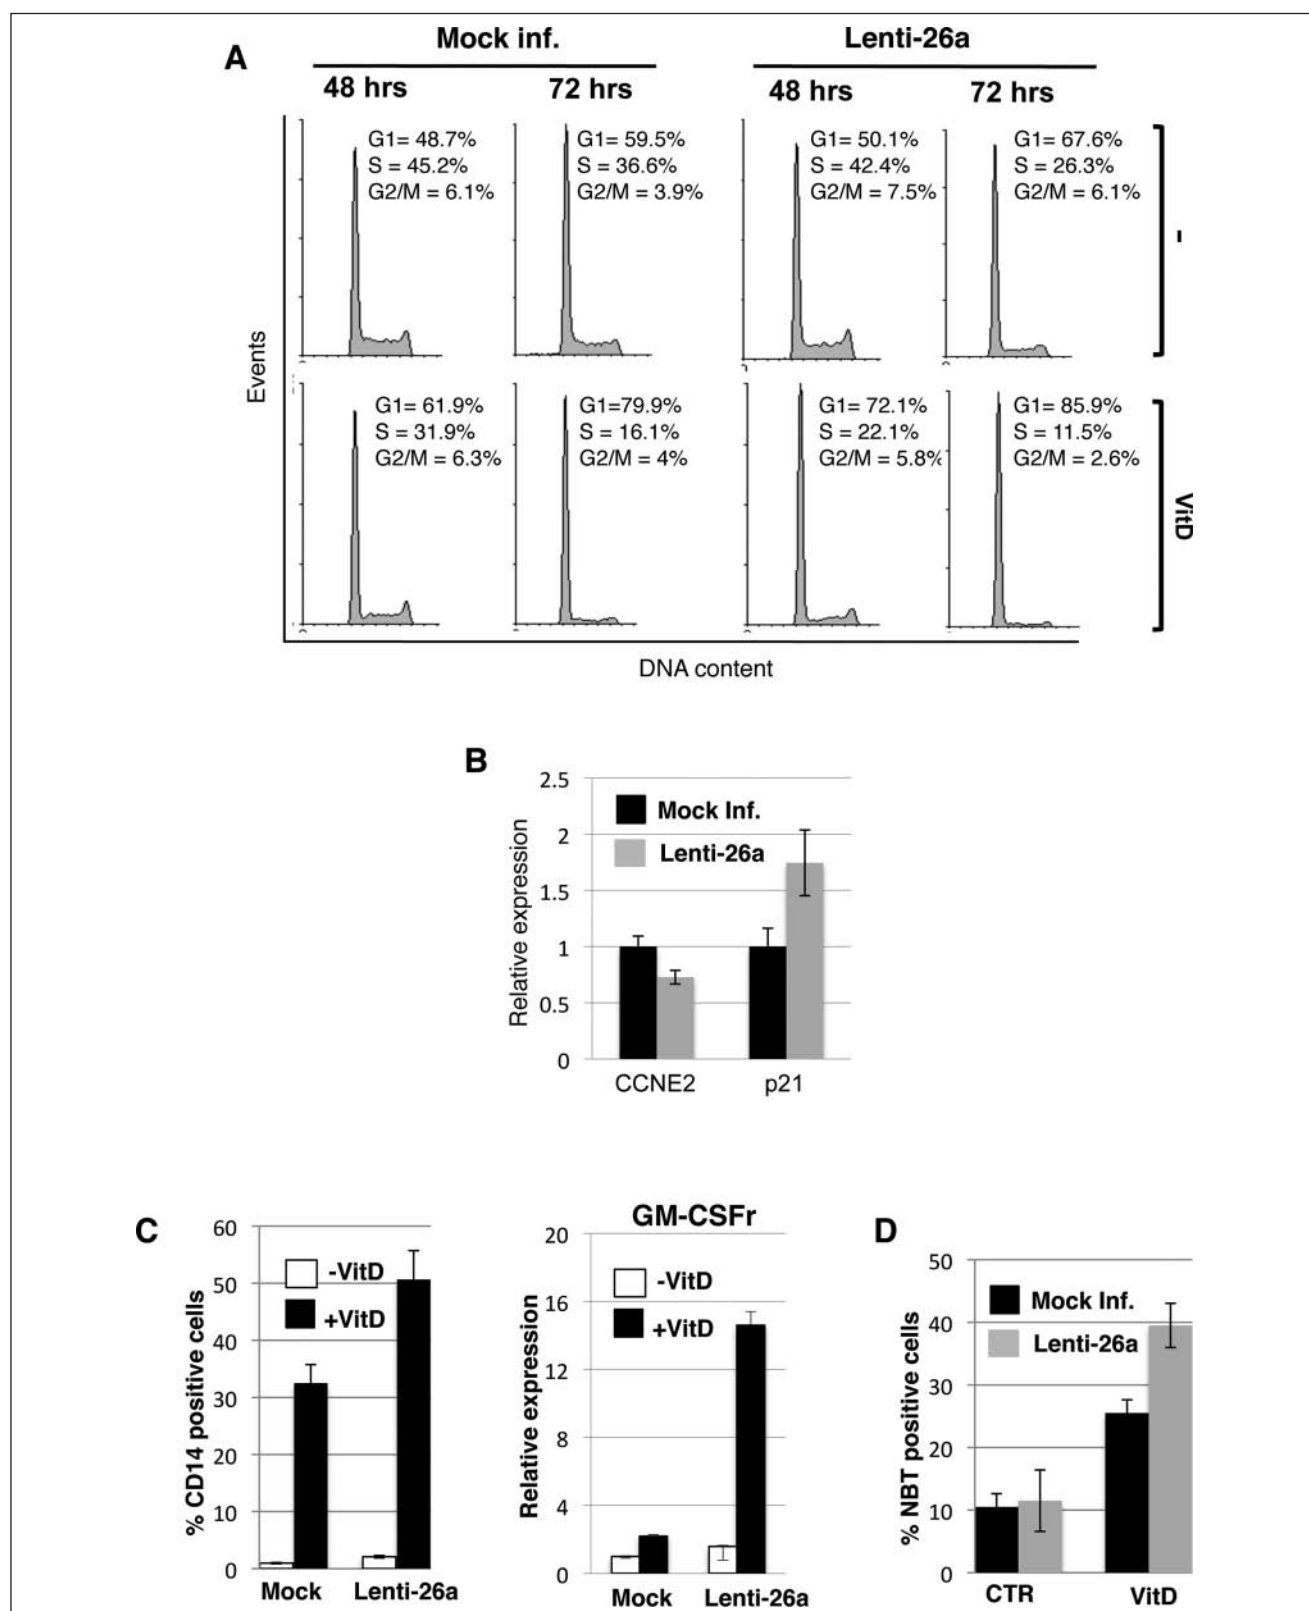 A
Mock inf.
Lenti-26a
48 hrs
72 hrs
48 hrs
72 hrs
G1= 48.7%
S = 45.2%
G2/M = 6.1%
G1= 59.5%
S = 36.6%
G2/M = 3.9%
G1= 50.1%
S = 42.4%
G2/M = 7.5%
G1= 67.6%
S = 26.3%
G2/M = 6.1%
-
Events
G1= 61.9%
S = 31.9%
G2/M = 6.3%
G1=79.9%
S = 16.1%
G2/M = 4%
G1= 72.1%
S = 22.1%
G2/M = 5.8%
G1= 85.9%
S = 11.5%
G2/M = 2.6%
VitD
DNA content
B
Relative expression
2.5
2
1.5
1
0.5
0
Mock Inf.
Lenti-26a
CCNE2
p21
C
% CD14 positive cells
60
50
40
30
20
10
0
-VitD
+VitD
Mock
Lenti-26a
GM-CSFr
Relative expression
20
16
12
8
4
0
-VitD
+VitD
Mock
Lenti-26a
D
% NBT positive cells
50
40
30
20
10
0
Mock Inf.
Lenti-26a
CTR
VitD